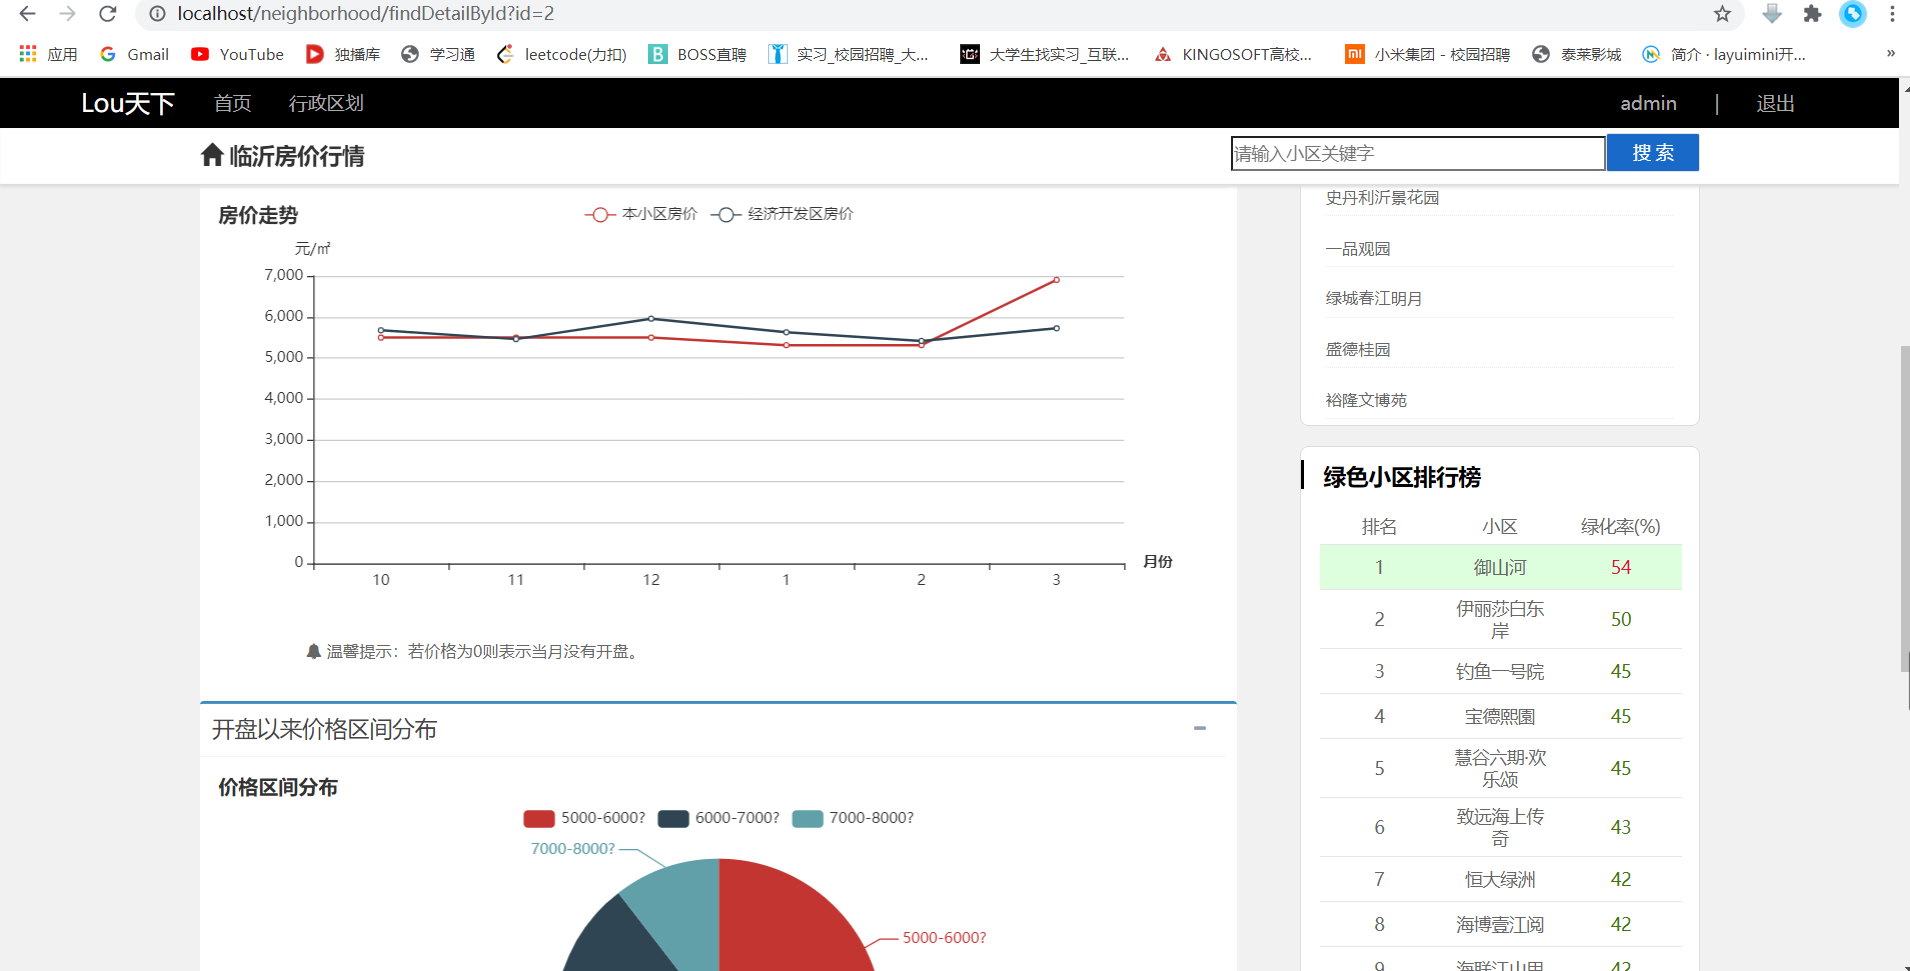 localhost/neighborhood/findDetailById?id=2
应用 Gmail YouTube 独播库 学习通 leetcode(力扣) BOSS直聘 实习_校园招聘_大... 大学生找实习_互联... KINGOSOFT高校... 小米集团 - 校园招聘 泰莱影城 简介 · layuimini开... »
Lou天下 首页 行政区划 admin | 退出
临沂房价行情 请输入小区关键字 搜 索
房价走势 本小区房价 经济开发区房价
元/㎡
7,000
6,000
5,000
4,000
3,000
2,000
1,000
0
10 11 12 1 2 3 月份
温馨提示：若价格为0则表示当月没有开盘。
开盘以来价格区间分布
价格区间分布
5000-6000? 6000-7000? 7000-8000?
7000-8000?
5000-6000?
史丹利沂景花园
一品观园
绿城春江明月
盛德桂园
裕隆文博苑
绿色小区排行榜
排名 小区 绿化率(%)
1 御山河 54
2 伊丽莎白东岸 50
3 钓鱼一号院 45
4 宝德熙園 45
5 慧谷六期·欢乐颂 45
6 致远海上传奇 43
7 恒大绿洲 42
8 海博壹江阅 42
9 42